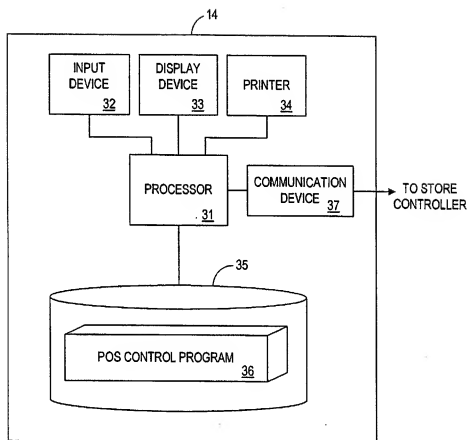 14
INPUT
DEVICE
32
DISPLAY
DEVICE
33
PRINTER
34
PROCESSOR
31
COMMUNICATION
DEVICE
37
TO STORE
CONTROLLER
35
POS CONTROL PROGRAM
36